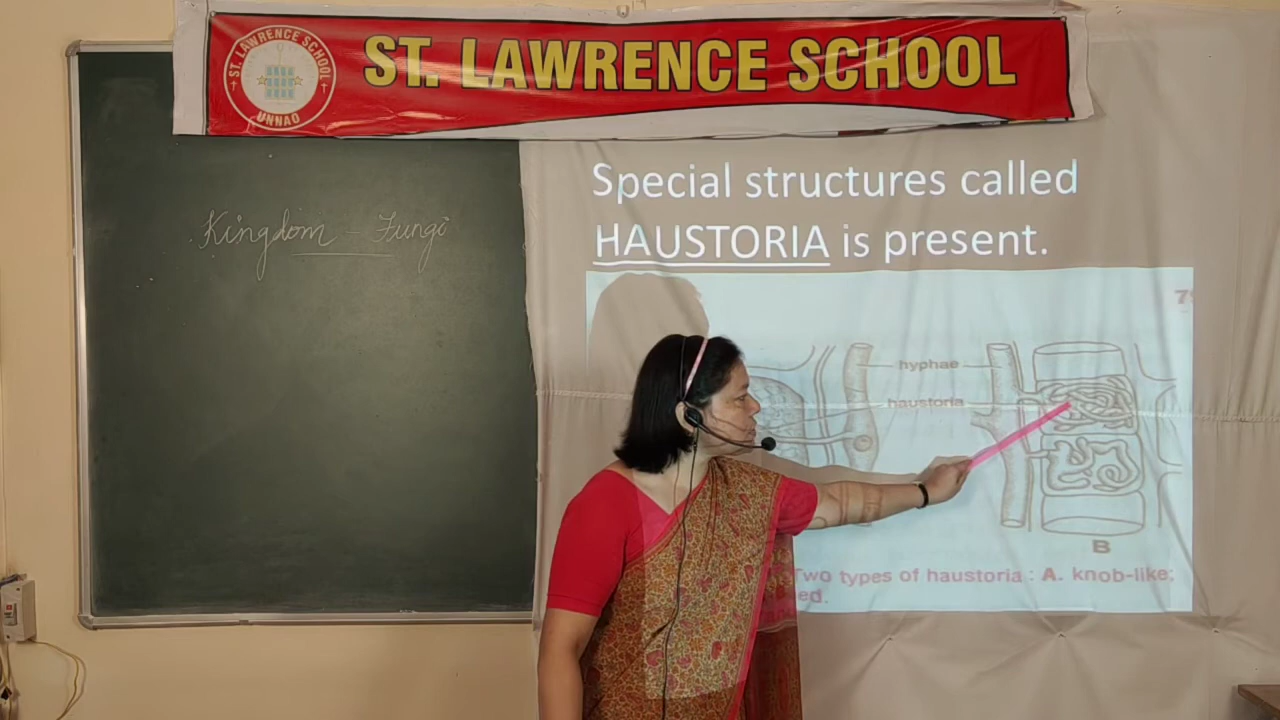 ST. LAWRENCE SCHOOL
ST. LAWRENCE SCHOOL
UNNAO
Kingdom - Fungi
Special structures called
HAUSTORIA is present.
hyphae
haustoria
B
Two types of haustoria : A. knob-like;